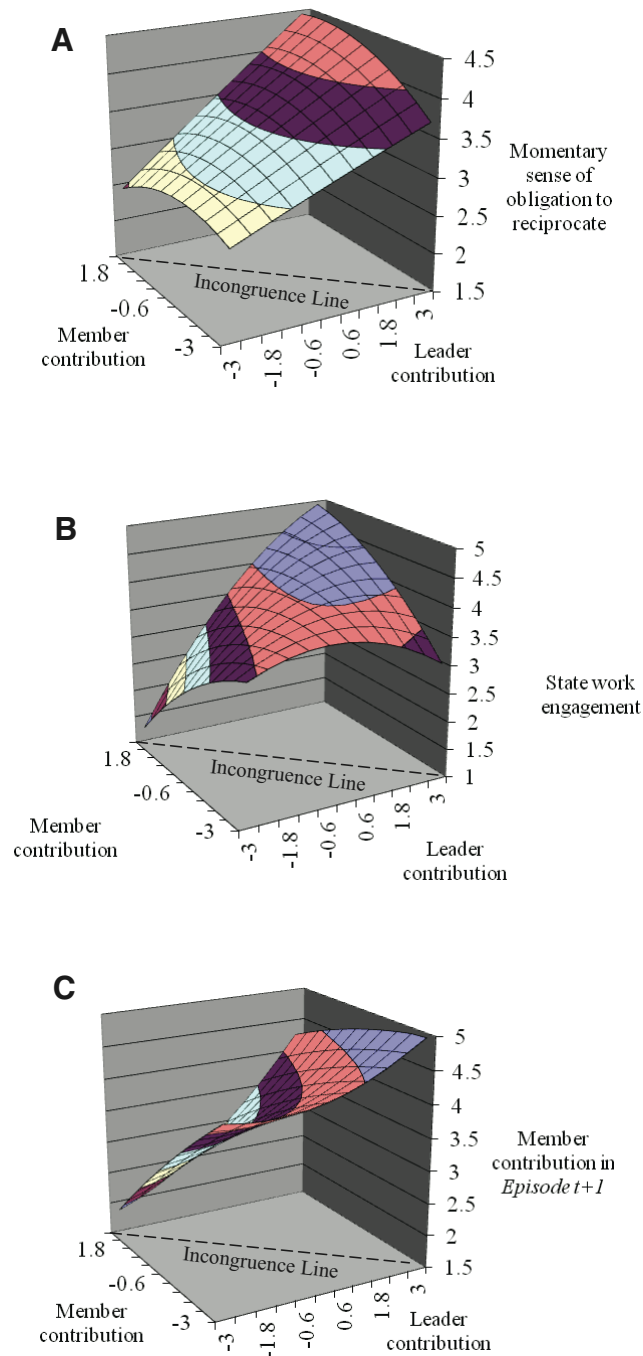 A
4.5
4
3.5
3
2.5
2
1.5
Momentary
sense of
obligation to
reciprocate
Incongruence Line
1.8
-0.6
-3
Member
contribution
-3
-1.8
-0.6
0.6
1.8
3
Leader
contribution
B
5
4.5
4
3.5
3
2.5
2
1.5
1
State work
engagement
Incongruence Line
1.8
-0.6
-3
Member
contribution
-3
-1.8
-0.6
0.6
1.8
3
Leader
contribution
C
5
4.5
4
3.5
3
2.5
2
1.5
Member
contribution in
Episode t+1
Incongruence Line
1.8
-0.6
-3
Member
contribution
-3
-1.8
-0.6
0.6
1.8
3
Leader
contribution